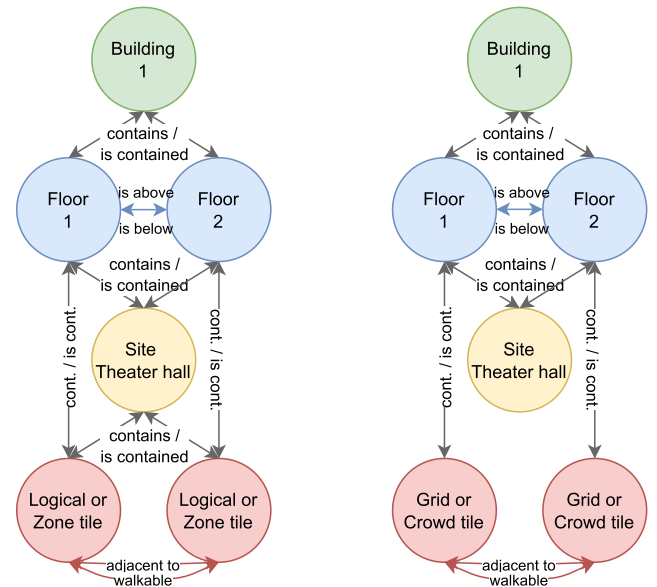 Building
1
contains /
is contained
Floor
1
is above
is below
Floor
2
contains /
is contained
cont. / is cont.
cont. / is cont.
Site
Theater hall
contains /
is contained
Logical or
Zone tile
Logical or
Zone tile
adjacent to
walkable
Building
1
contains /
is contained
Floor
1
is above
is below
Floor
2
contains /
is contained
cont. / is cont.
cont. / is cont.
Site
Theater hall
Grid or
Crowd tile
Grid or
Crowd tile
adjacent to
walkable